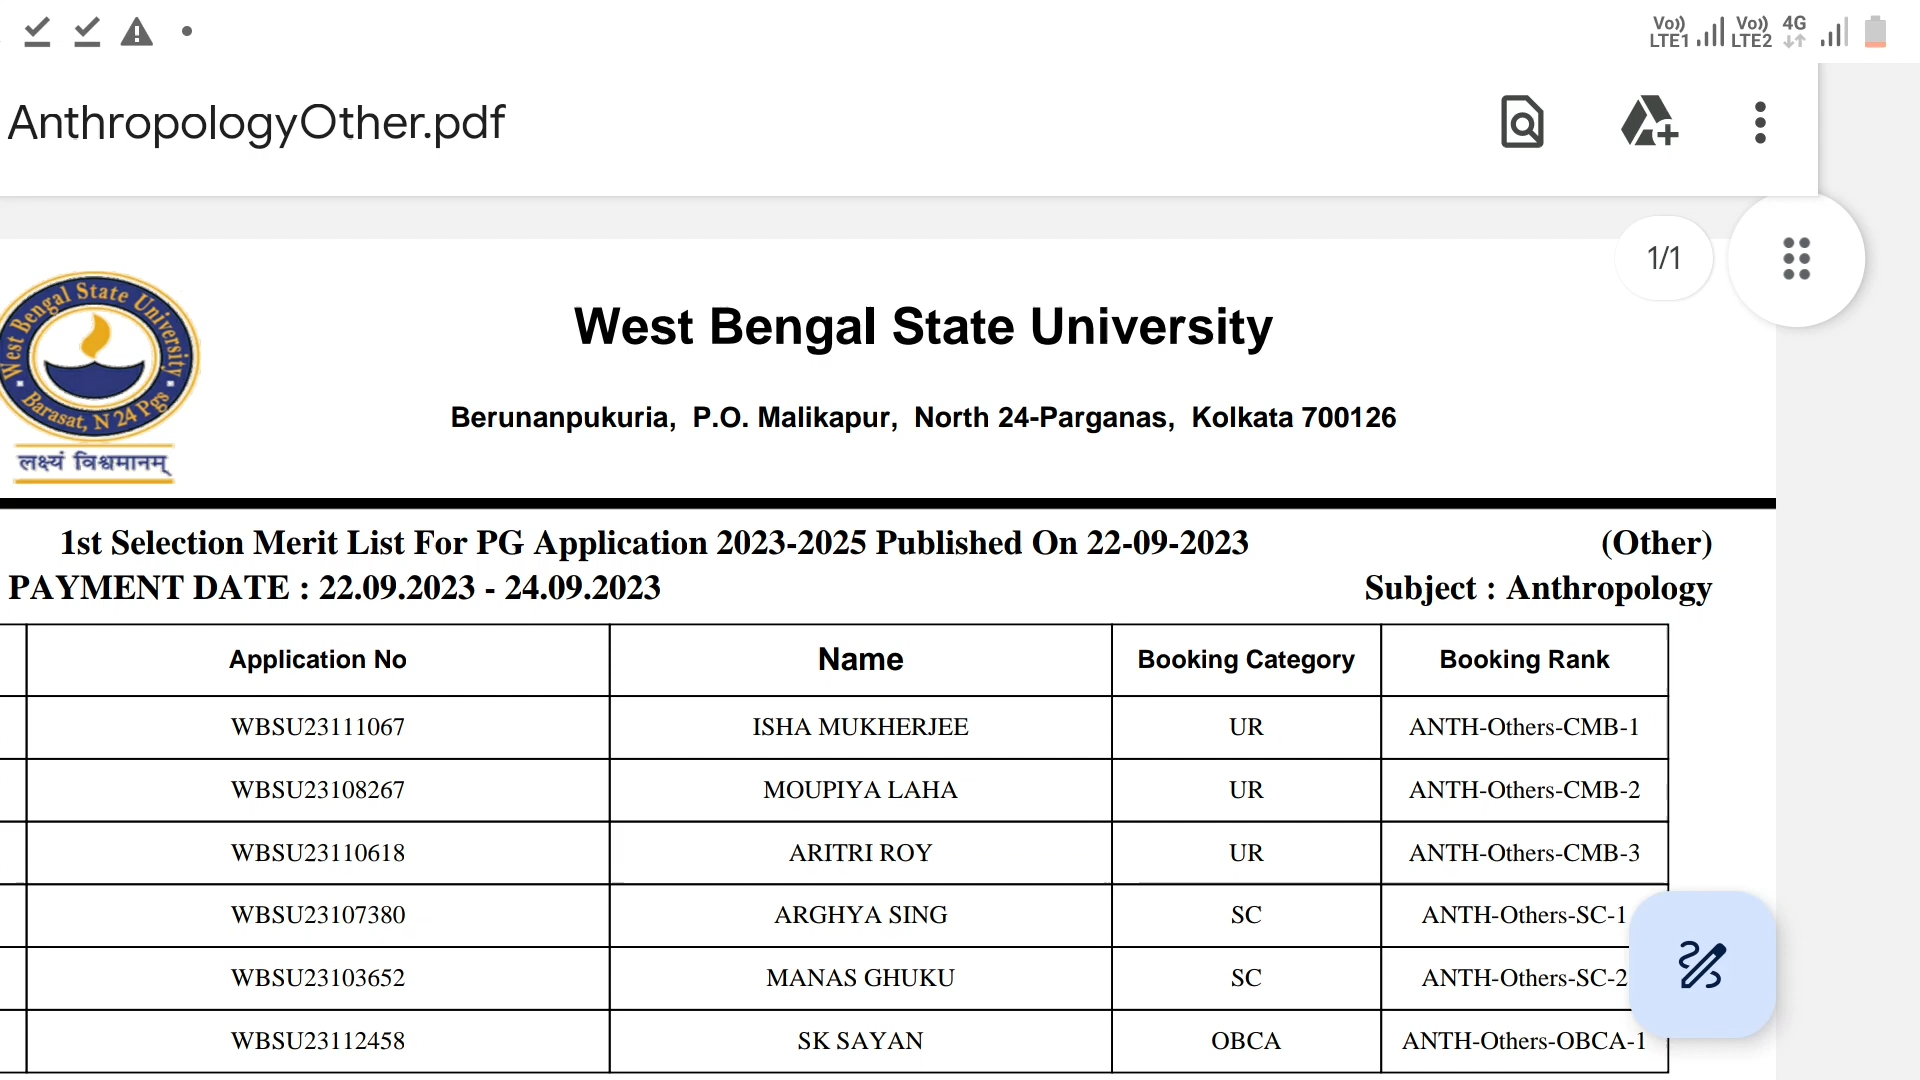 Vo)) LTE1 Vo)) LTE2 4G
AnthropologyOther.pdf
1/1
West Bengal State University
Barasat, N 24 Pgs
लक्ष्यं विश्वमानम्
West Bengal State University
Berunanpukuria, P.O. Malikapur, North 24-Parganas, Kolkata 700126
1st Selection Merit List For PG Application 2023-2025 Published On 22-09-2023 (Other)
PAYMENT DATE : 22.09.2023 - 24.09.2023 Subject : Anthropology
Application No Name Booking Category Booking Rank
WBSU23111067 ISHA MUKHERJEE UR ANTH-Others-CMB-1
WBSU23108267 MOUPIYA LAHA UR ANTH-Others-CMB-2
WBSU23110618 ARITRI ROY UR ANTH-Others-CMB-3
WBSU23107380 ARGHYA SING SC ANTH-Others-SC-1
WBSU23103652 MANAS GHUKU SC ANTH-Others-SC-2
WBSU23112458 SK SAYAN OBCA ANTH-Others-OBCA-1